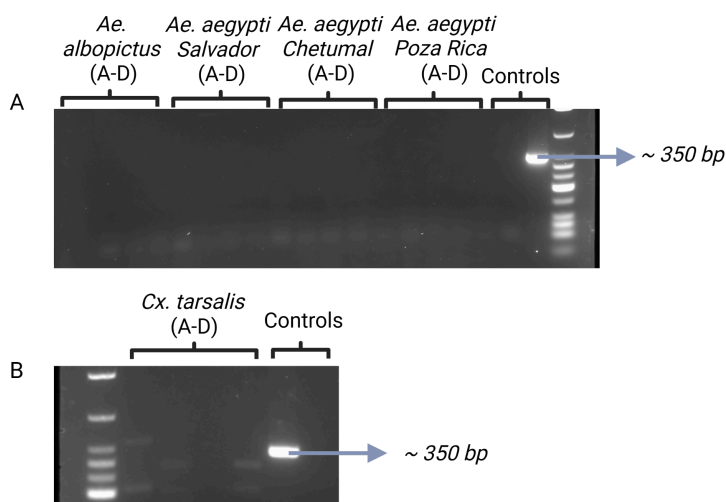 Ae. albopictus (A-D)
Ae. aegypti Salvador (A-D)
Ae. aegypti Chetumal (A-D)
Ae. aegypti Poza Rica (A-D)
Controls
A
~ 350 bp
Cx. tarsalis (A-D)
Controls
B
~ 350 bp